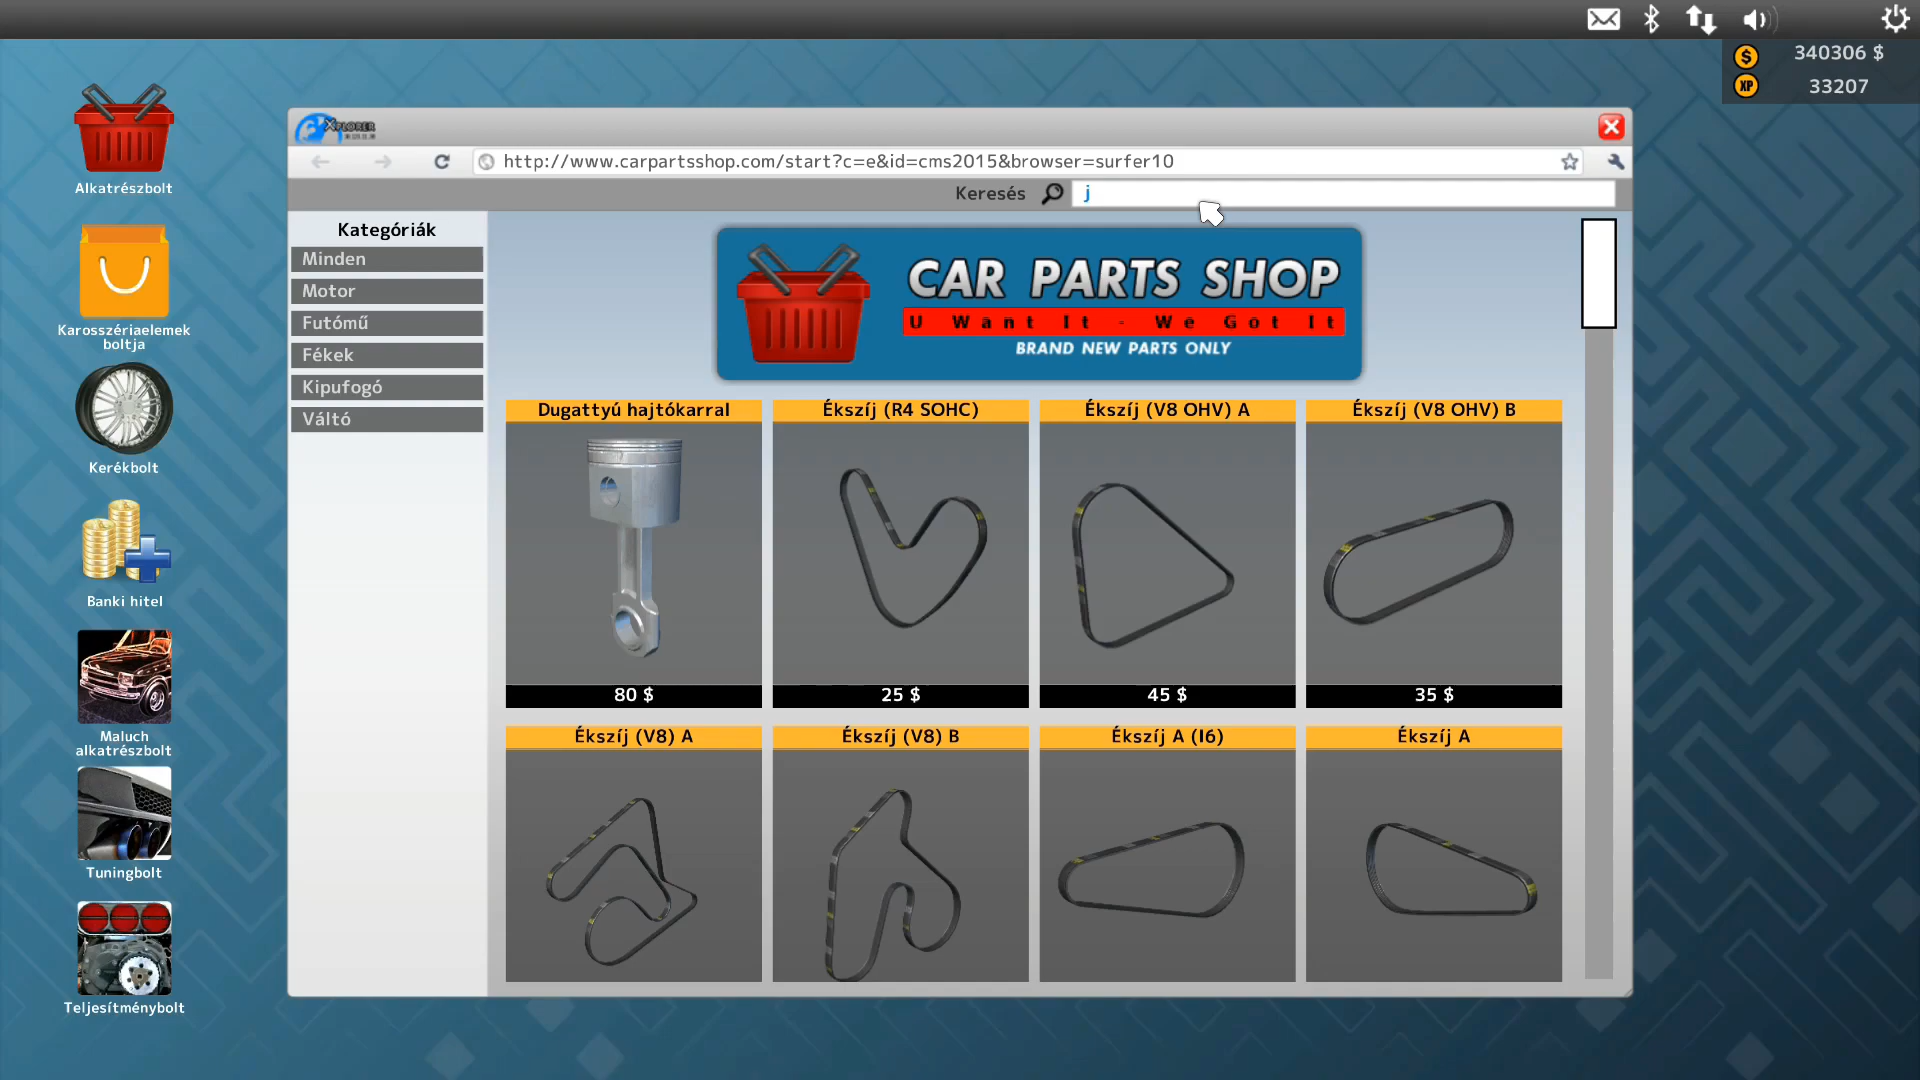 340306 $
XP
33207
Alkatrészbolt
Karosszériaelemek
boltja
Kerékbolt
Banki hitel
Maluch
alkatrészbolt
Tuningbolt
Teljesítménybolt
XPLORER
http://www.carpartsshop.com/start?c=e&id=cms2015&browser=surfer10
Keresés
j
Kategóriák
Minden
Motor
Futómű
Fékek
Kipufogó
Váltó
CAR PARTS SHOP
U Want It - We Got It
BRAND NEW PARTS ONLY
Dugattyú hajtókarral
Ékszíj (R4 SOHC)
Ékszíj (V8 OHV) A
Ékszíj (V8 OHV) B
80 $
25 $
45 $
35 $
Ékszíj (V8) A
Ékszíj (V8) B
Ékszíj A (I6)
Ékszíj A